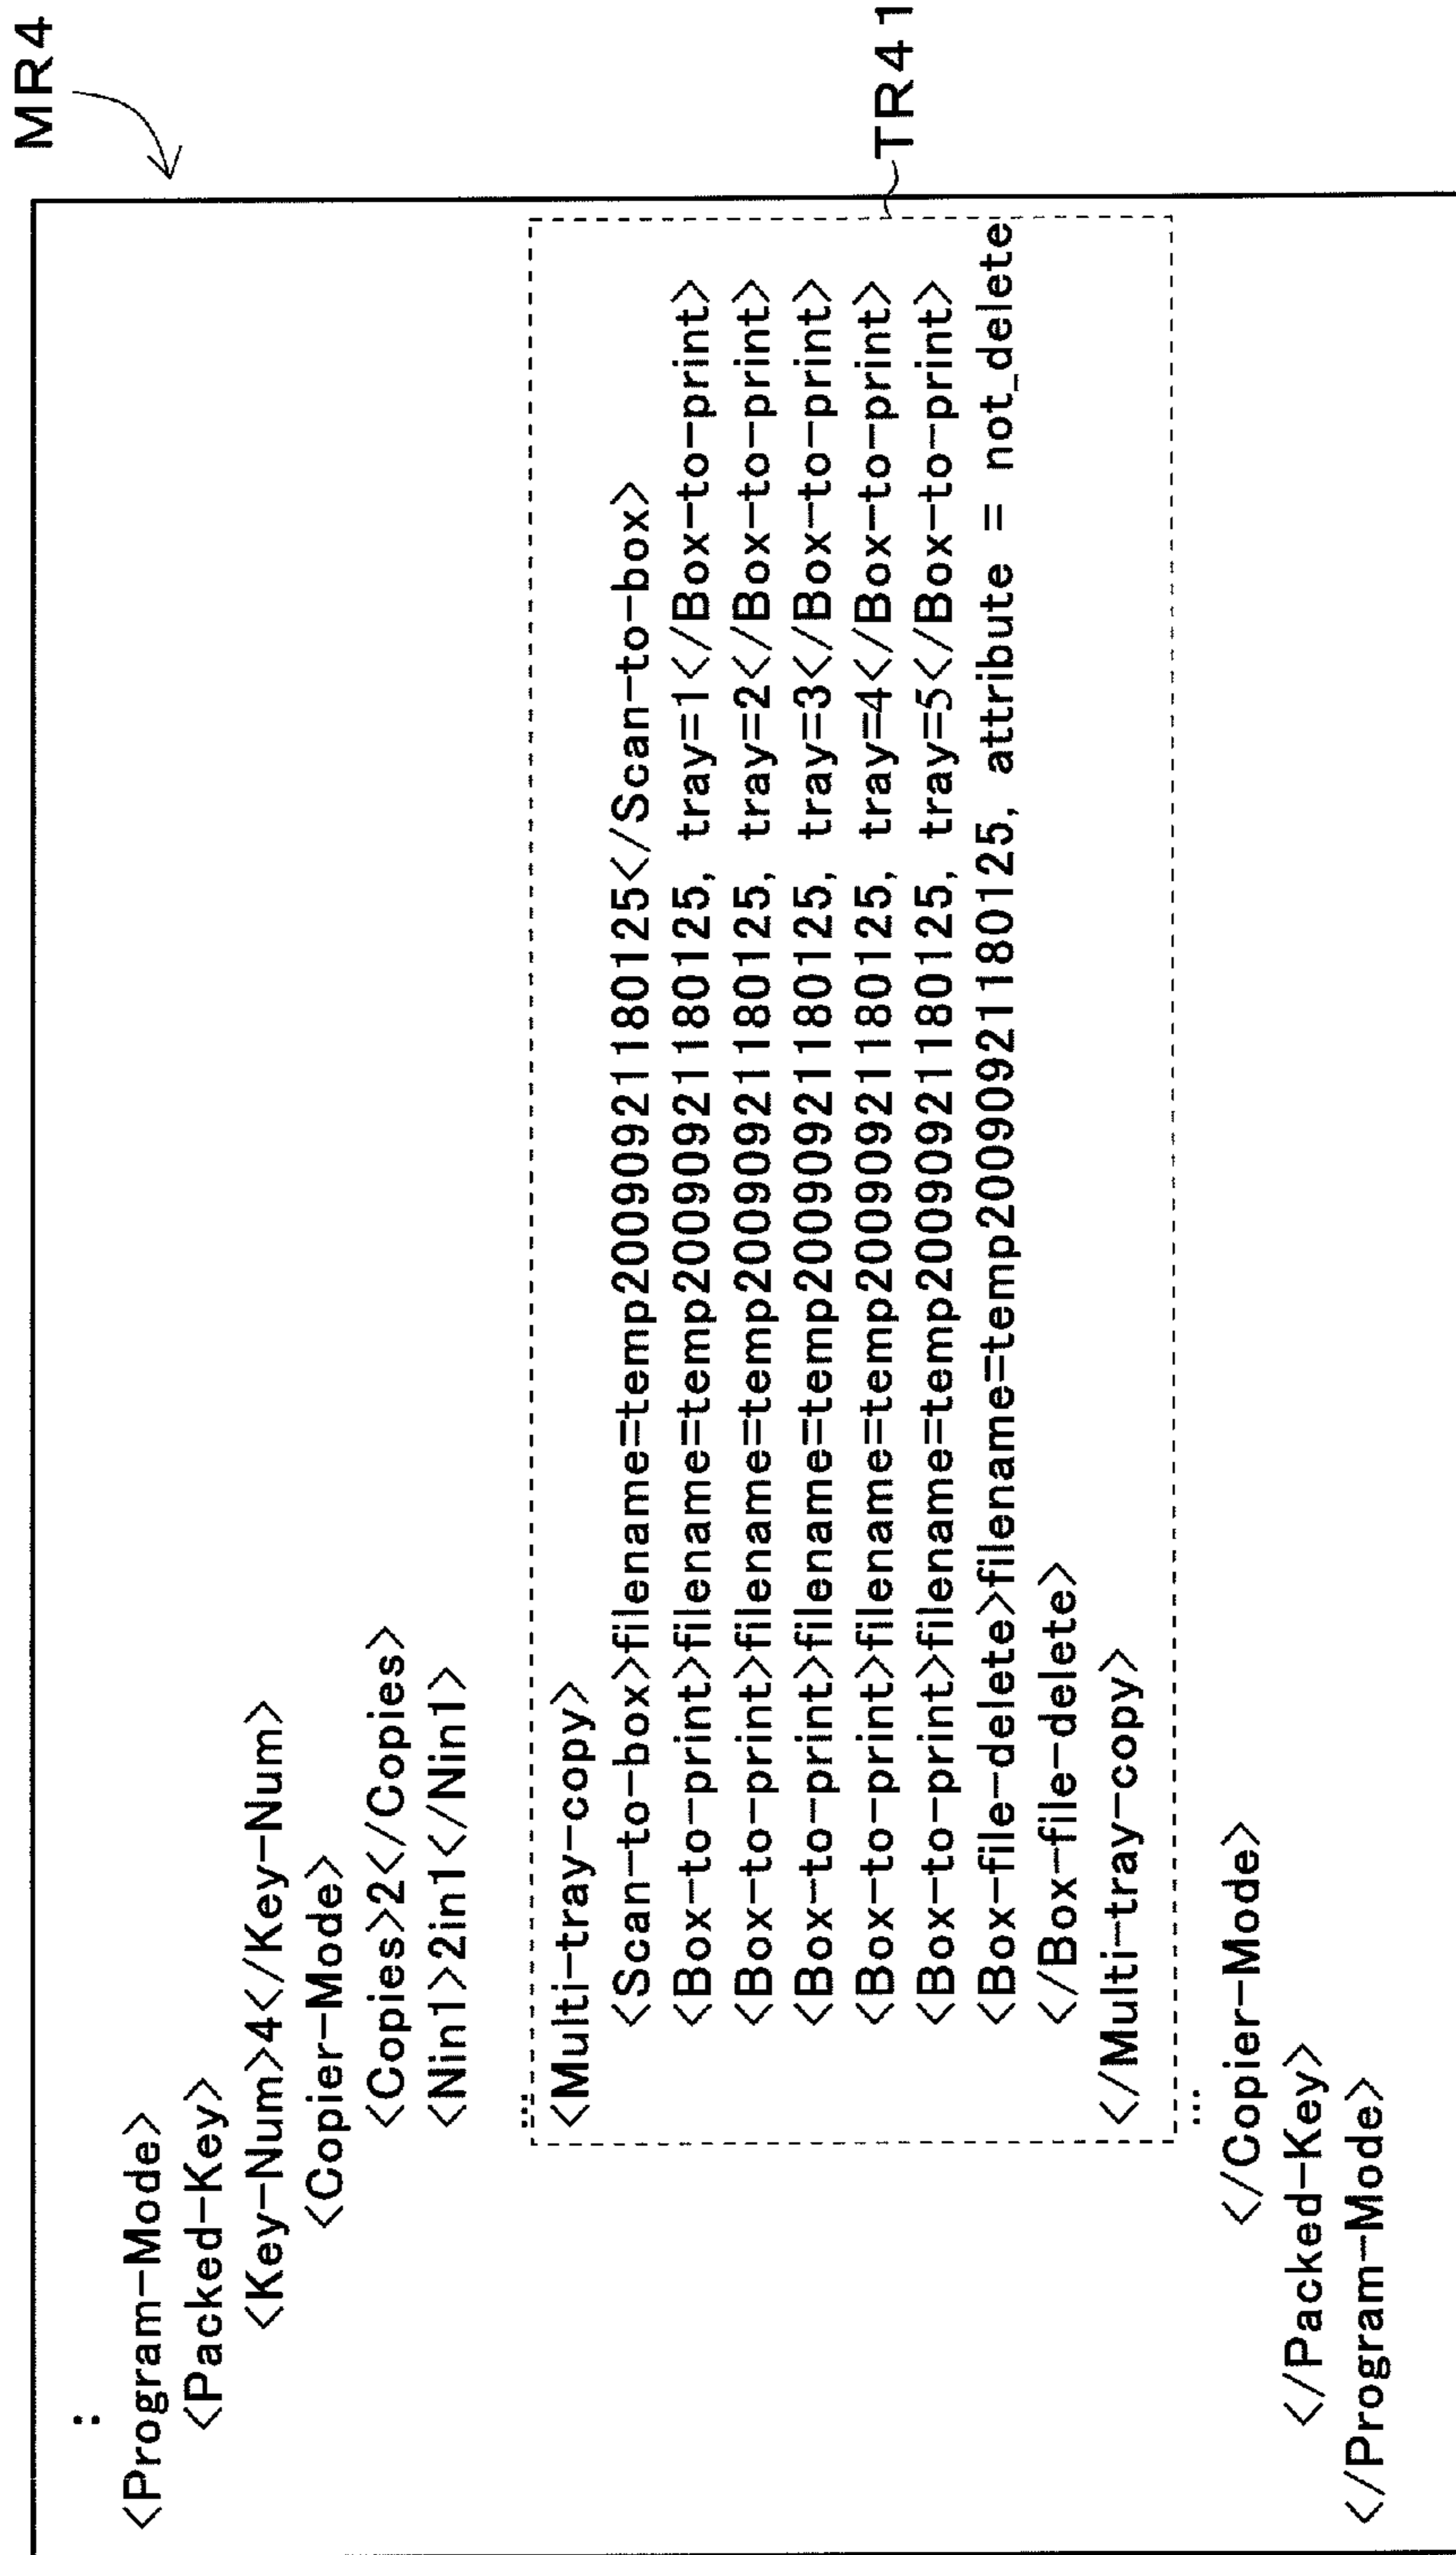 MR4
:
<Program-Mode>
<Packed-Key>
<Key-Num>4</Key-Num>
<Copier-Mode>
<Copies>2</Copies>
<Nin1>2in1</Nin1>
...
<Multi-tray-copy>
<Scan-to-box>filename=temp20090921180125</Scan-to-box>
<Box-to-print>filename=temp20090921180125, tray=1</Box-to-print>
<Box-to-print>filename=temp20090921180125, tray=2</Box-to-print>
<Box-to-print>filename=temp20090921180125, tray=3</Box-to-print>
<Box-to-print>filename=temp20090921180125, tray=4</Box-to-print>
<Box-to-print>filename=temp20090921180125, tray=5</Box-to-print>
<Box-file-delete>filename=temp20090921180125, attribute = not_delete
</Box-file-delete>
</Multi-tray-copy>
TR41
...
</Copier-Mode>
</Packed-Key>
</Program-Mode>